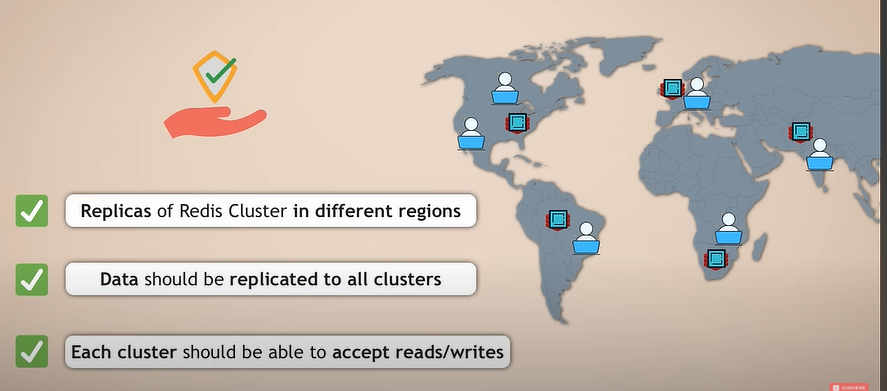 Replicas of Redis Cluster in different regions
Data should be replicated to all clusters
Each cluster should be able to accept reads/writes
SUBSCRIBE